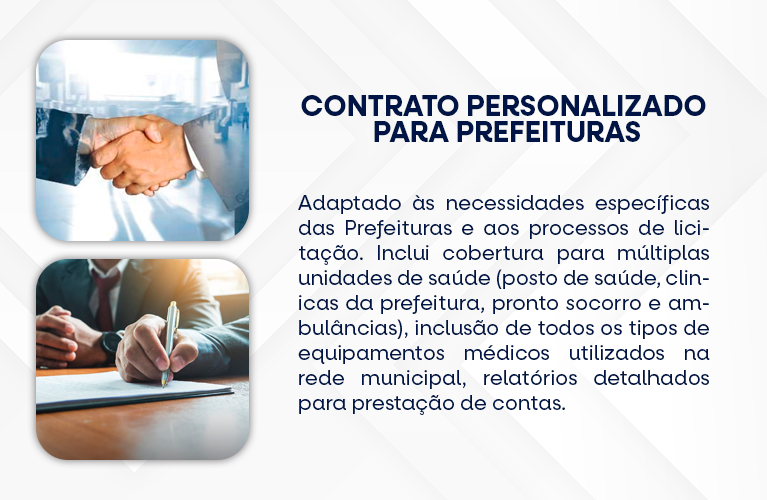 CONTRATO PERSONALIZADO
PARA PREFEITURAS
Adaptado às necessidades específicas
das Prefeituras e aos processos de lici-
tação. Inclui cobertura para múltiplas
unidades de saúde (posto de saúde, clin-
icas da prefeitura, pronto socorro e am-
bulâncias), inclusão de todos os tipos de
equipamentos médicos utilizados na
rede municipal, relatórios detalhados
para prestação de contas.